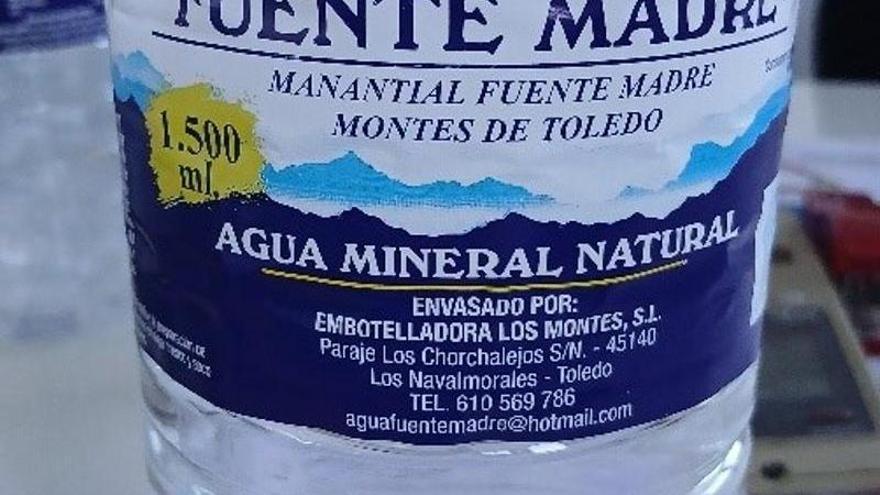 FUENTE MADRE
MANANTIAL FUENTE MADRE
MONTES DE TOLEDO
1.500
ml.
AGUA MINERAL NATURAL
ENVASADO POR:
EMBOTELLADORA LOS MONTES, S.L.
Paraje Los Chorchalejos S/N. - 45140
Los Navalmorales - Toledo
TEL. 610 569 786
aguafuentemadre@hotmail.com